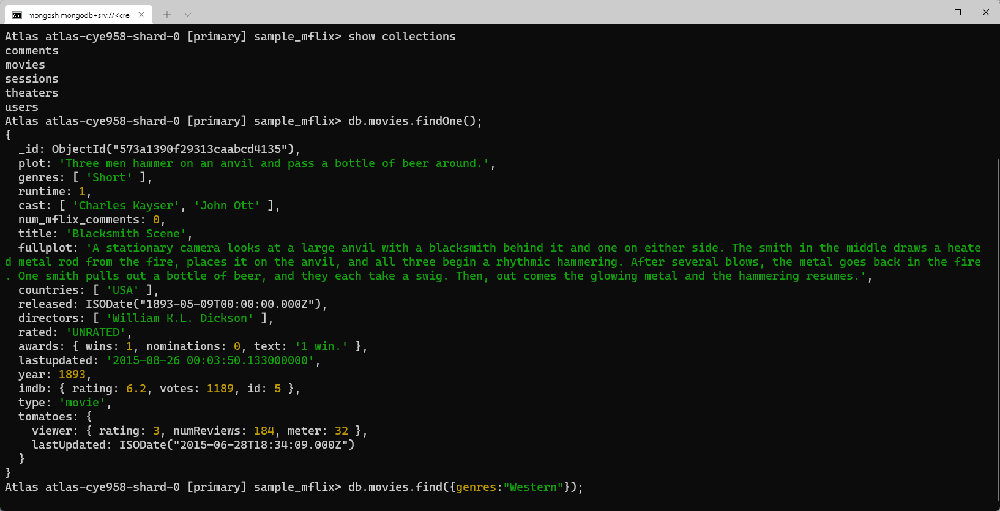 mongosh mongodb+srv://<cre
Atlas atlas-cye958-shard-0 [primary] sample_mflix> show collections
comments
movies
sessions
theaters
users
Atlas atlas-cye958-shard-0 [primary] sample_mflix> db.movies.findOne();
{
  _id: ObjectId("573a1390f29313caabcd4135"),
  plot: 'Three men hammer on an anvil and pass a bottle of beer around.',
  genres: [ 'Short' ],
  runtime: 1,
  cast: [ 'Charles Kayser', 'John Ott' ],
  num_mflix_comments: 0,
  title: 'Blacksmith Scene',
  fullplot: 'A stationary camera looks at a large anvil with a blacksmith behind it and one on either side. The smith in the middle draws a heate
d metal rod from the fire, places it on the anvil, and all three begin a rhythmic hammering. After several blows, the metal goes back in the fire
. One smith pulls out a bottle of beer, and they each take a swig. Then, out comes the glowing metal and the hammering resumes.',
  countries: [ 'USA' ],
  released: ISODate("1893-05-09T00:00:00.000Z"),
  directors: [ 'William K.L. Dickson' ],
  rated: 'UNRATED',
  awards: { wins: 1, nominations: 0, text: '1 win.' },
  lastupdated: '2015-08-26 00:03:50.133000000',
  year: 1893,
  imdb: { rating: 6.2, votes: 1189, id: 5 },
  type: 'movie',
  tomatoes: {
    viewer: { rating: 3, numReviews: 184, meter: 32 },
    lastUpdated: ISODate("2015-06-28T18:34:09.000Z")
  }
}
Atlas atlas-cye958-shard-0 [primary] sample_mflix> db.movies.find({genres:"Western"});